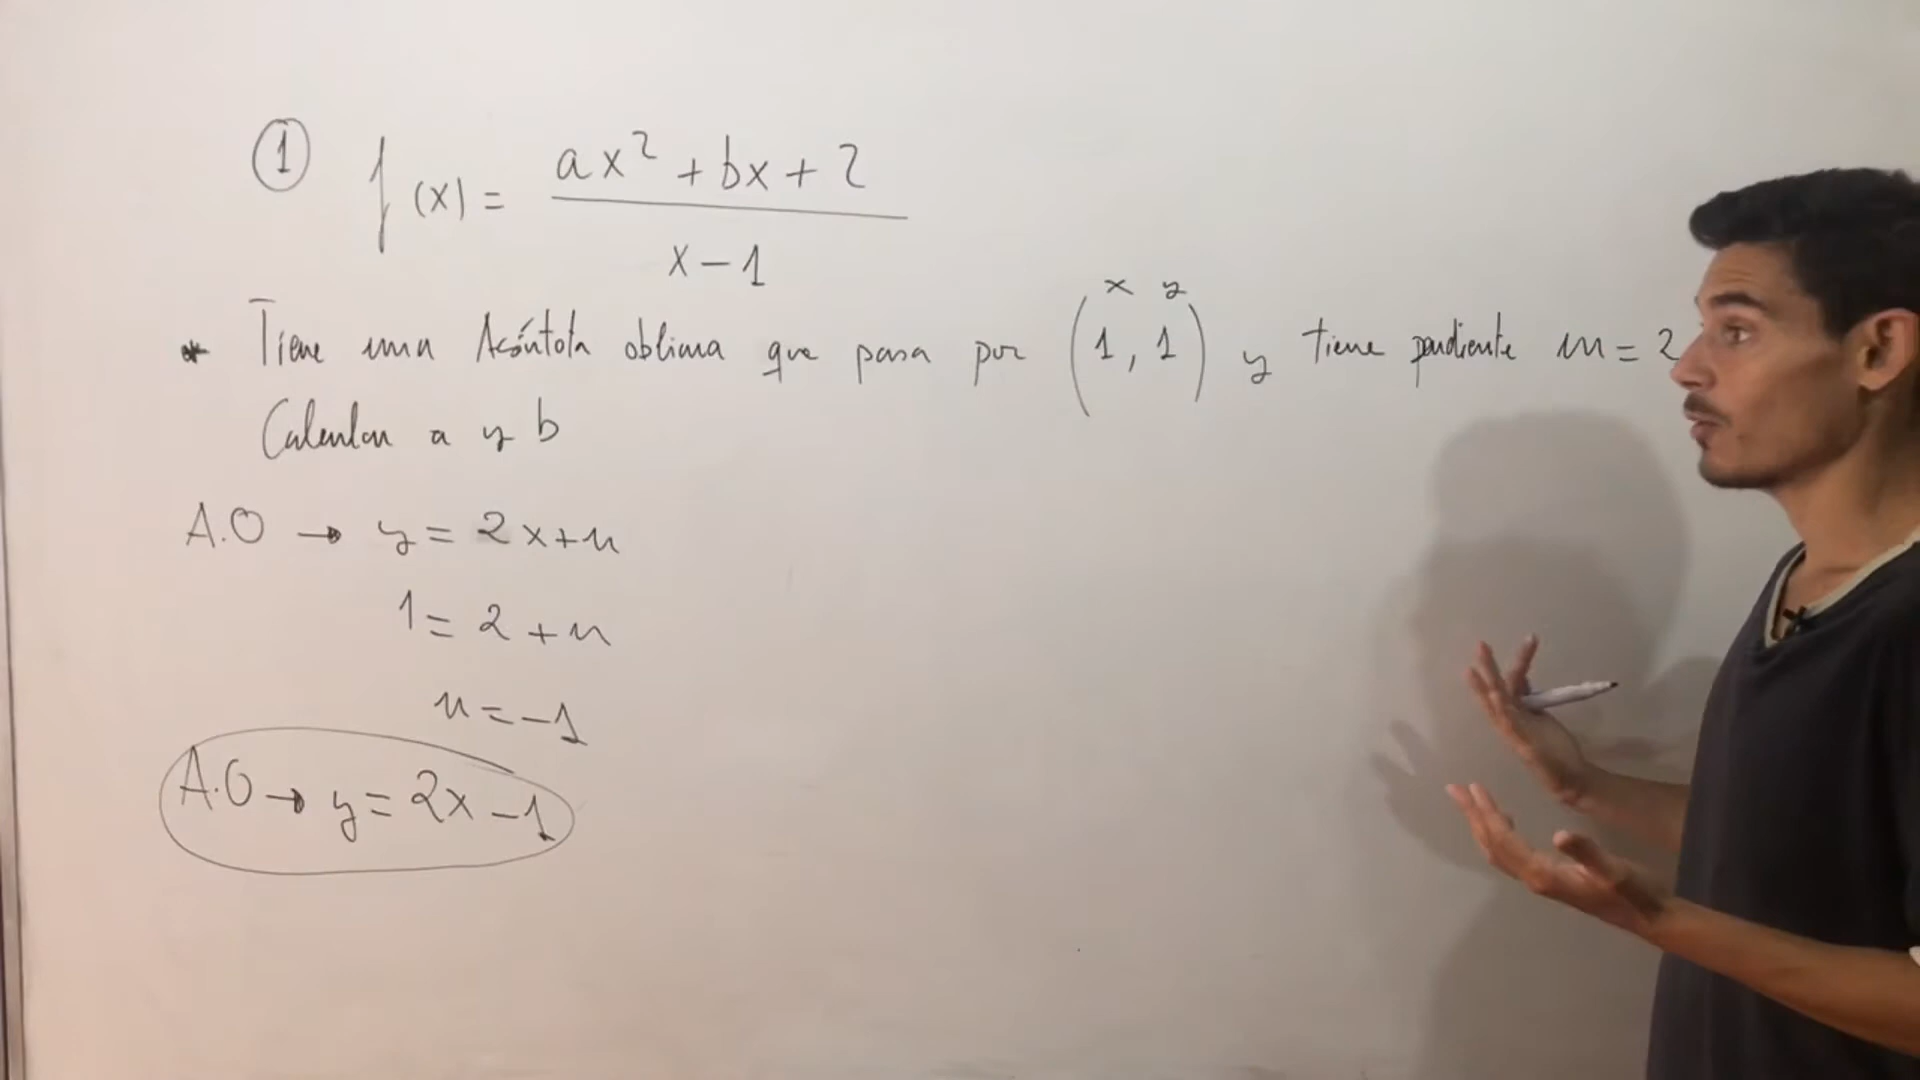 ① f(x) = ax² + bx + 2
x - 1
x y
* Tiene una Asíntota oblicua que pasa por (1, 1) y tiene pendiente m = 2
Calcular a y b
A.O → y = 2x + n
1 = 2 + n
n = -1
A.O → y = 2x - 1